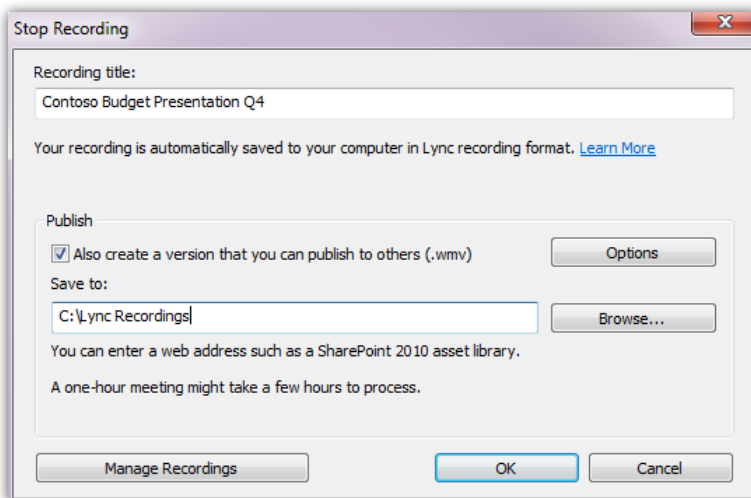 Stop Recording
Recording title:
Contoso Budget Presentation Q4
Your recording is automatically saved to your computer in Lync recording format. Learn More
Publish
Also create a version that you can publish to others (.wmv)
Options
Save to:
C:\Lync Recordings
Browse...
You can enter a web address such as a SharePoint 2010 asset library.
A one-hour meeting might take a few hours to process.
Manage Recordings
OK
Cancel